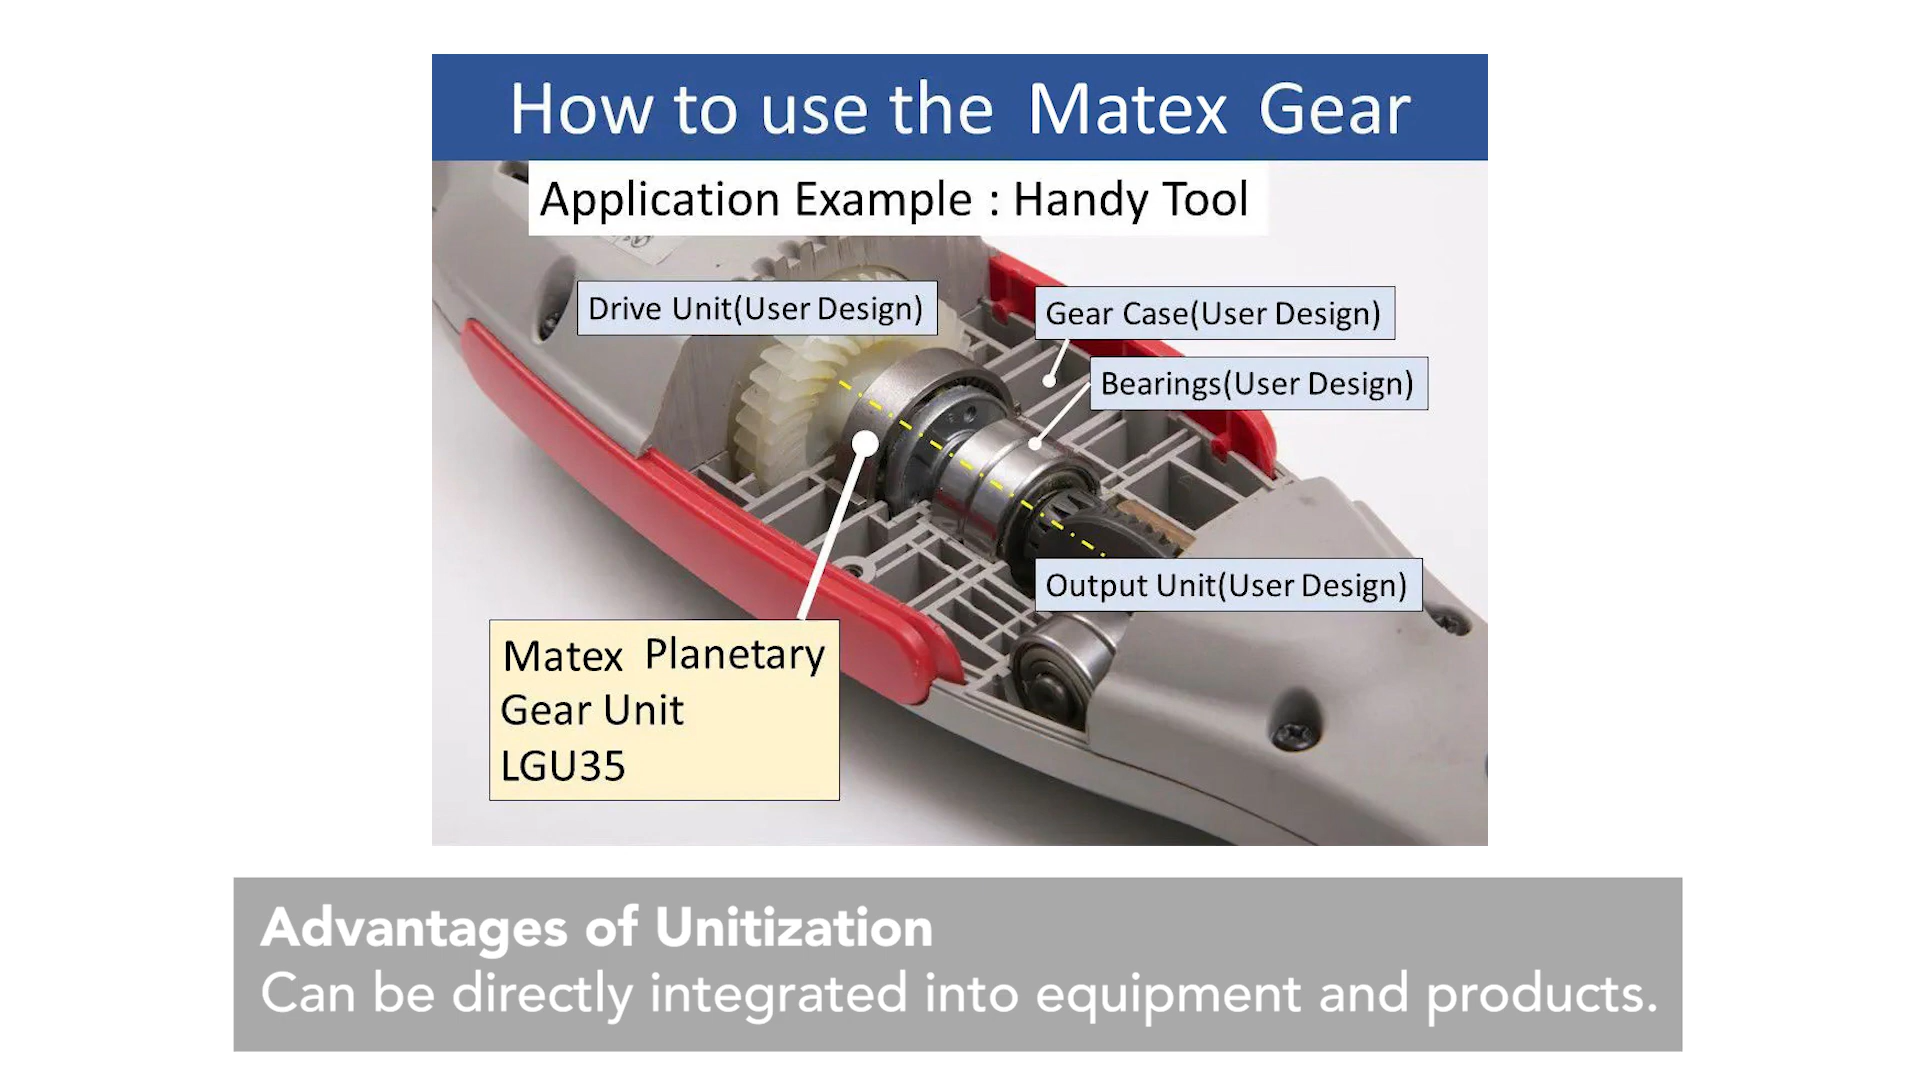 How to use the Matex Gear
Application Example : Handy Tool
Drive Unit(User Design)
Gear Case(User Design)
Bearings(User Design)
Output Unit(User Design)
Matex Planetary
Gear Unit
LGU35
Advantages of Unitization
Can be directly integrated into equipment and products.